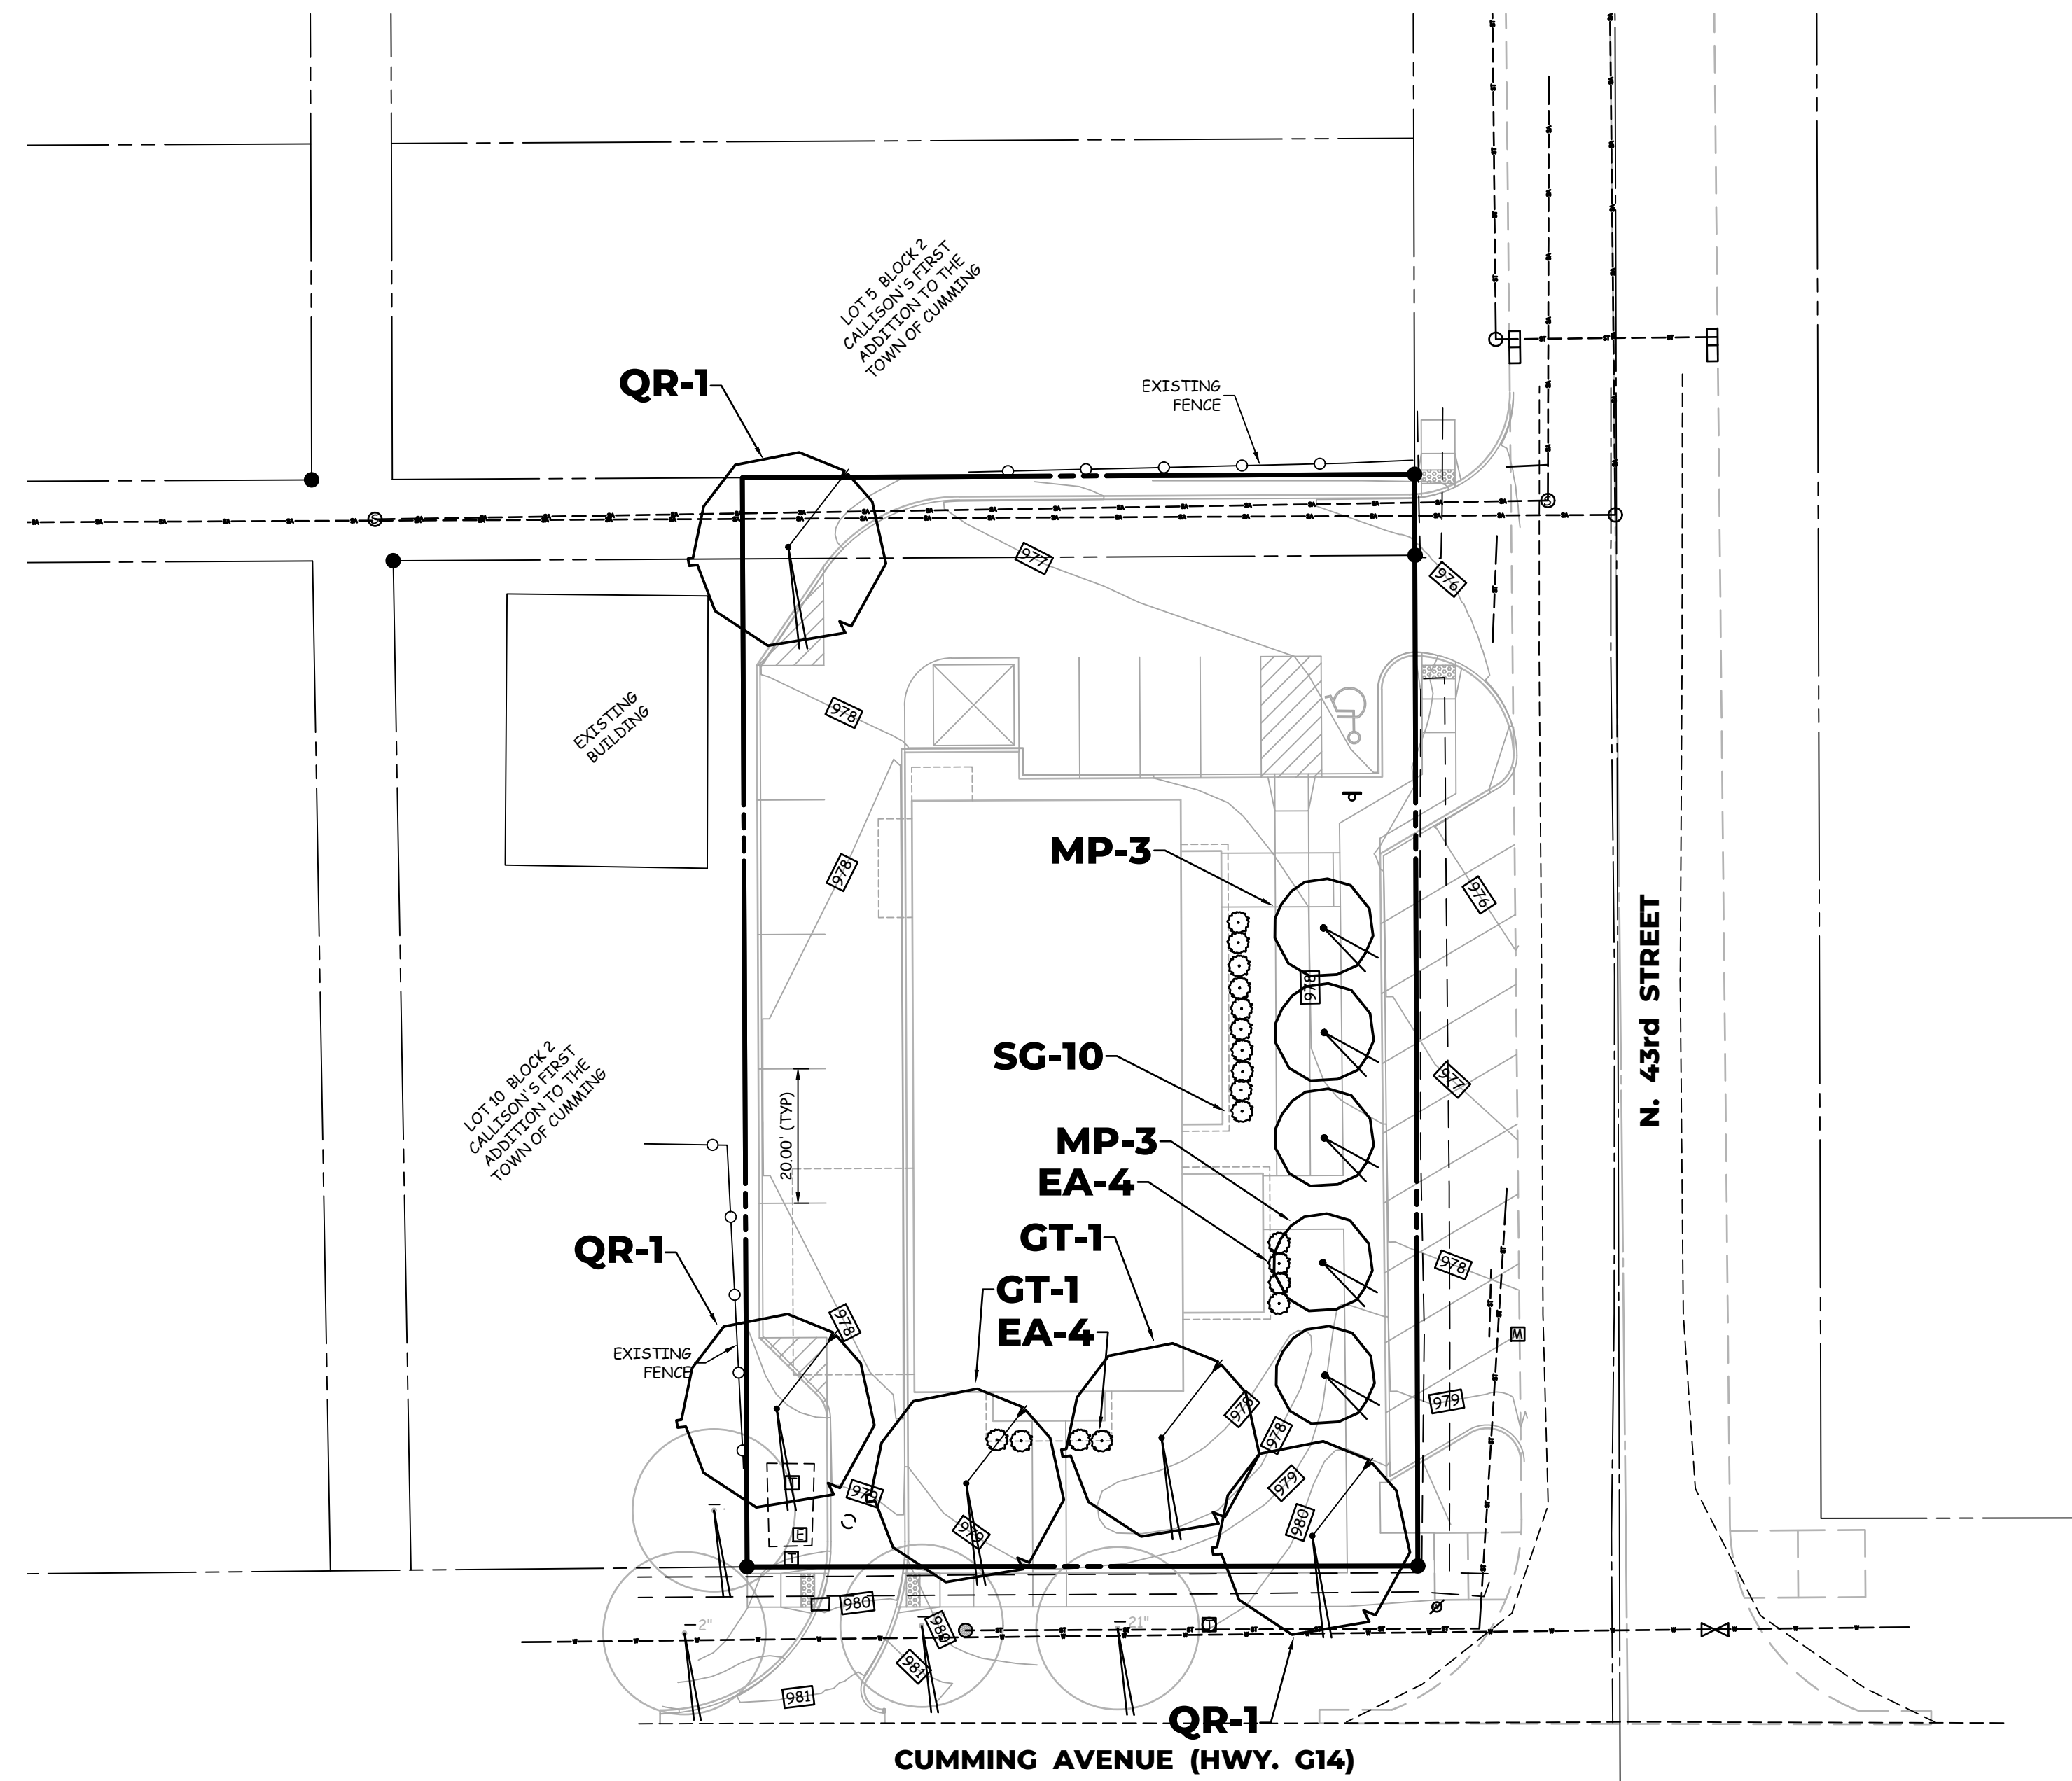 LOT 5 BLOCK 2
CALLISON'S FIRST
ADDITION TO THE
TOWN OF CUMMING
QR-1
EXISTING
FENCE
977
976
978
EXISTING
BUILDING
MP-3
978
976
978
N. 43rd STREET
SG-10
977
LOT 10 BLOCK 2
CALLISON'S FIRST
ADDITION TO THE
TOWN OF CUMMING
20.00' (TYP)
MP-3
EA-4
GT-1
QR-1
978
GT-1
EA-4
978
EXISTING
FENCE
M
979
978
978
979
979
980
979
T
E
T
980
980
2"
21"
981
981
QR-1
CUMMING AVENUE (HWY. G14)